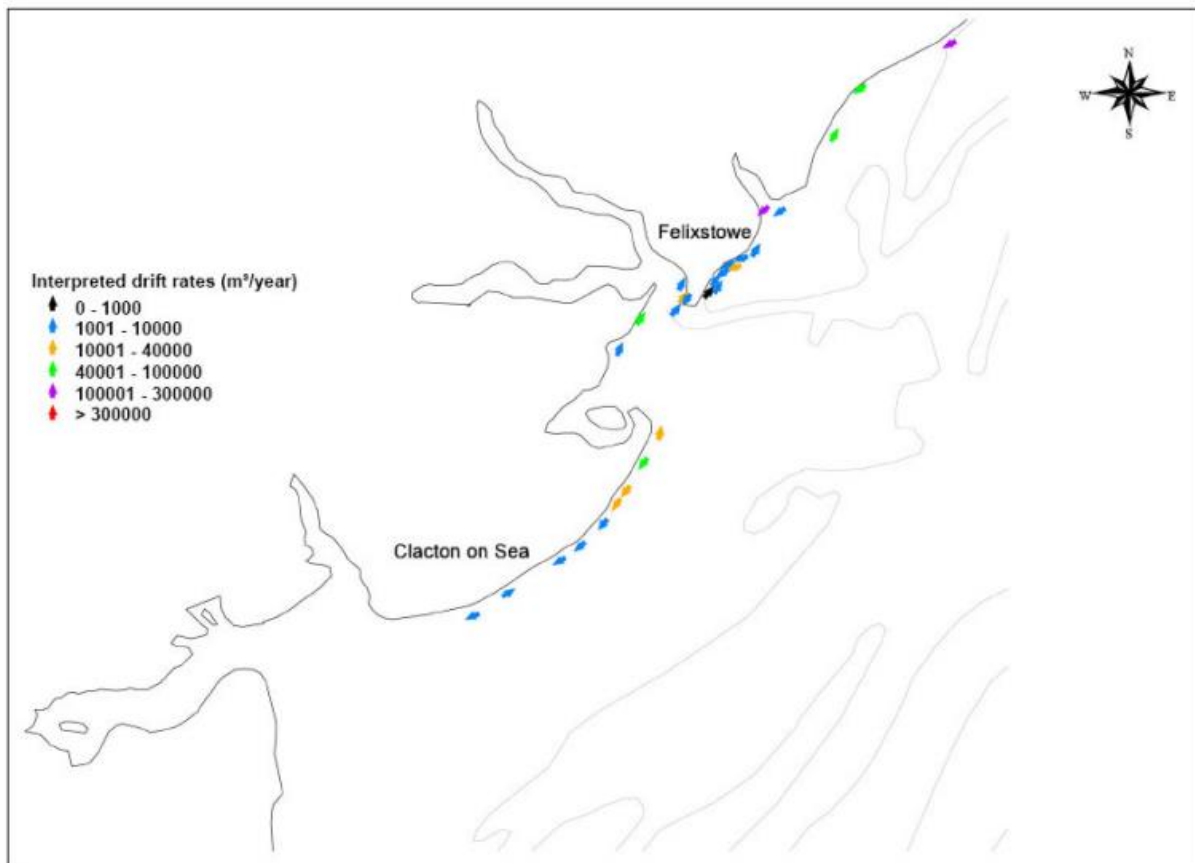 N
W E
S
Felixstowe
Interpreted drift rates (m³/year)
0 - 1000
1001 - 10000
10001 - 40000
40001 - 100000
100001 - 300000
> 300000
Clacton on Sea